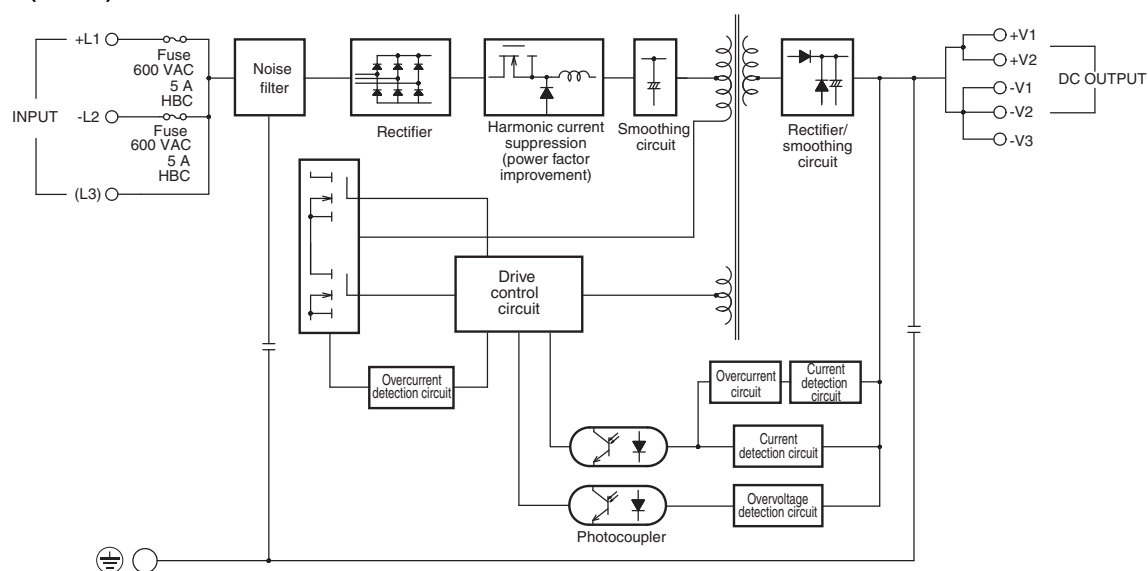 +L1
Fuse
600 VAC
5 A
HBC
INPUT
-L2
Fuse
600 VAC
5 A
HBC
(L3)
Noise
filter
Rectifier
Harmonic current
suppression
(power factor
improvement)
Smoothing
circuit
Rectifier/
smoothing
circuit
+V1
+V2
-V1
-V2
-V3
DC OUTPUT
Drive
control
circuit
Overcurrent
detection circuit
Overcurrent
circuit
Current
detection
circuit
Current
detection circuit
Overvoltage
detection circuit
Photocoupler